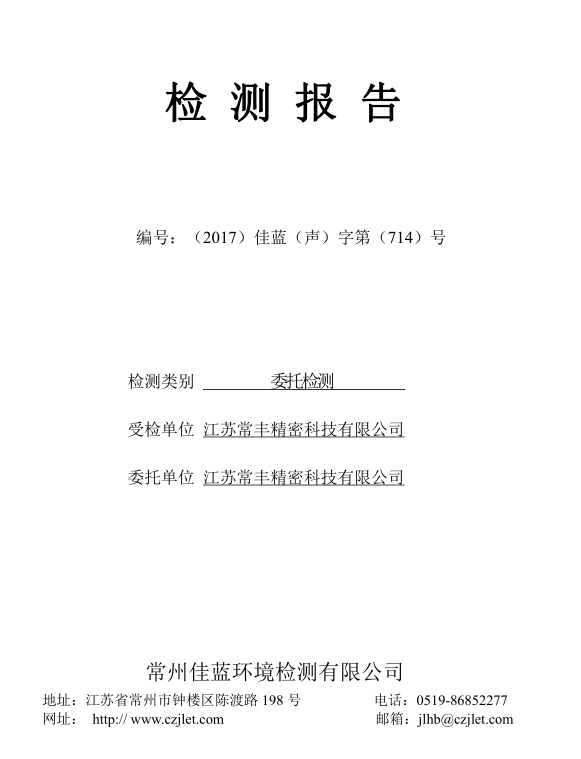 检 测 报 告
编号：（2017）佳蓝（声）字第（714）号
检测类别 委托检测
受检单位 江苏常丰精密科技有限公司
委托单位 江苏常丰精密科技有限公司
常州佳蓝环境检测有限公司
地址：江苏省常州市钟楼区陈渡路 198 号 电话：0519-86852277
网址： http:// www.czjlet.com 邮箱：jlhb@czjlet.com